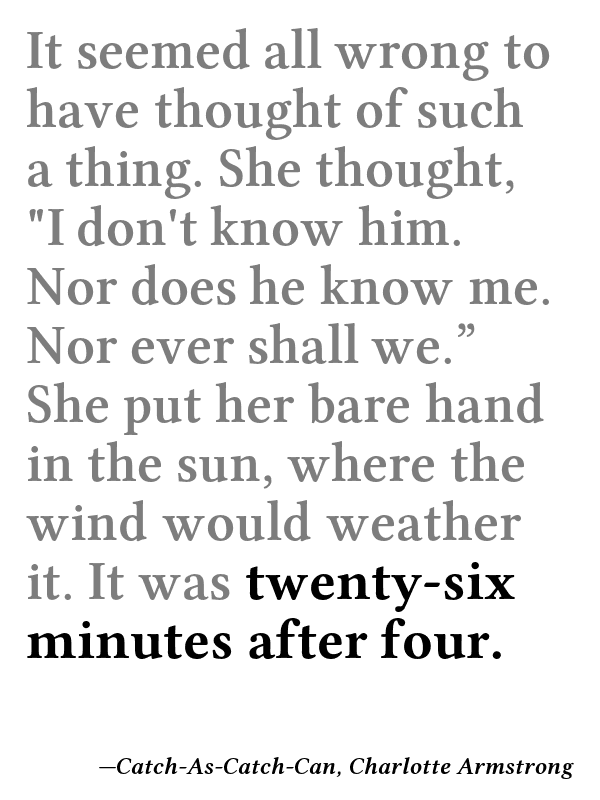 It seemed all wrong to
have thought of such
a thing. She thought,
"I don't know him.
Nor does he know me.
Nor ever shall we.”
She put her bare hand
in the sun, where the
wind would weather
it. It was twenty-six
minutes after four.
—Catch-As-Catch-Can, Charlotte Armstrong